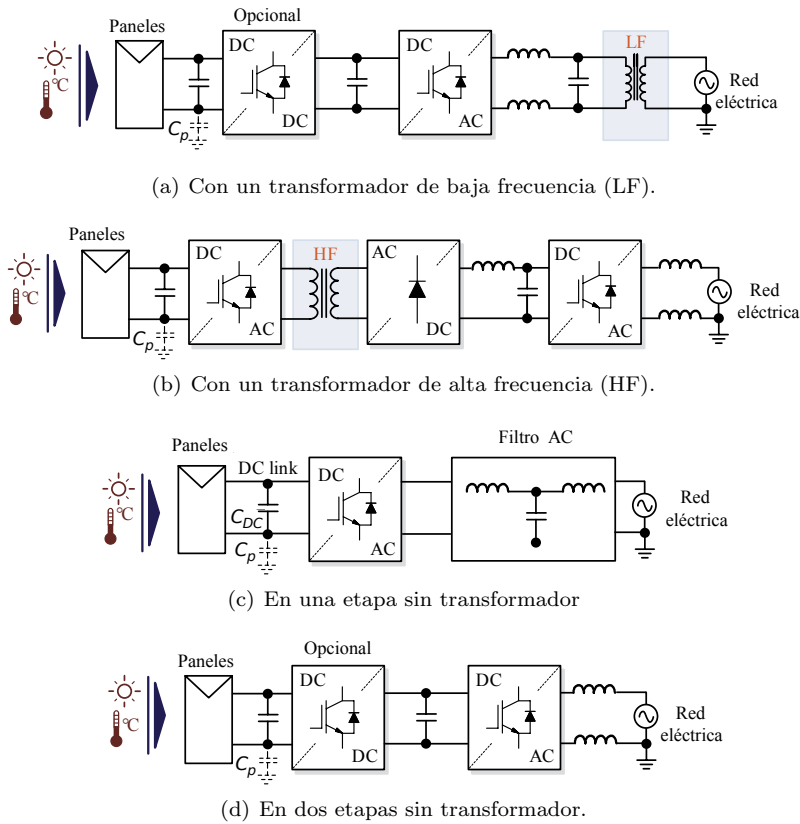 Paneles
Opcional
°C
DC
DC
DC
AC
LF
Red
eléctrica
Cp
(a) Con un transformador de baja frecuencia (LF).
Paneles
°C
DC
AC
HF
AC
DC
DC
AC
Red
eléctrica
Cp
(b) Con un transformador de alta frecuencia (HF).
Paneles
°C
DC link
CDC
Cp
DC
AC
Filtro AC
Red
eléctrica
(c) En una etapa sin transformador
Paneles
Opcional
°C
DC
DC
DC
AC
Red
eléctrica
Cp
(d) En dos etapas sin transformador.